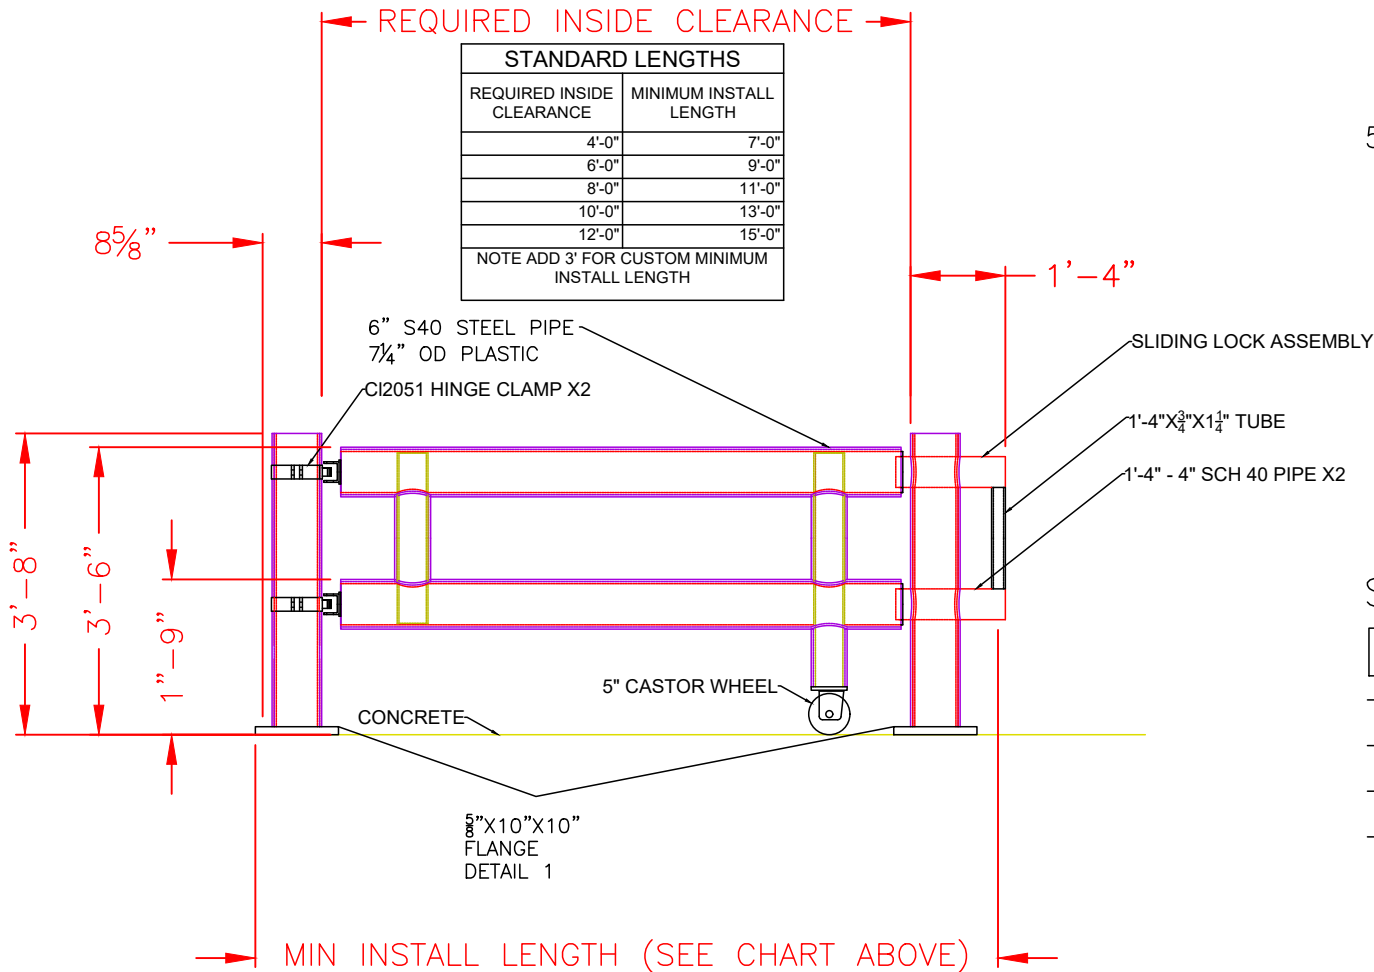 REQUIRED INSIDE CLEARANCE
STANDARD LENGTHS
REQUIRED INSIDE CLEARANCE
MINIMUM INSTALL LENGTH
4'-0" 7'-0"
6'-0" 9'-0"
8'-0" 11'-0"
10'-0" 13'-0"
12'-0" 15'-0"
NOTE ADD 3' FOR CUSTOM MINIMUM
INSTALL LENGTH
8⅝"
1'-4"
6" S40 STEEL PIPE
7¼" OD PLASTIC
CI2051 HINGE CLAMP X2
SLIDING LOCK ASSEMBLY
1'-4"X¾"X1¼" TUBE
1'-4" - 4" SCH 40 PIPE X2
3'-8"
3'-6"
1"-9"
5" CASTOR WHEEL
CONCRETE
⅝"X10"X10"
FLANGE
DETAIL 1
MIN INSTALL LENGTH (SEE CHART ABOVE)